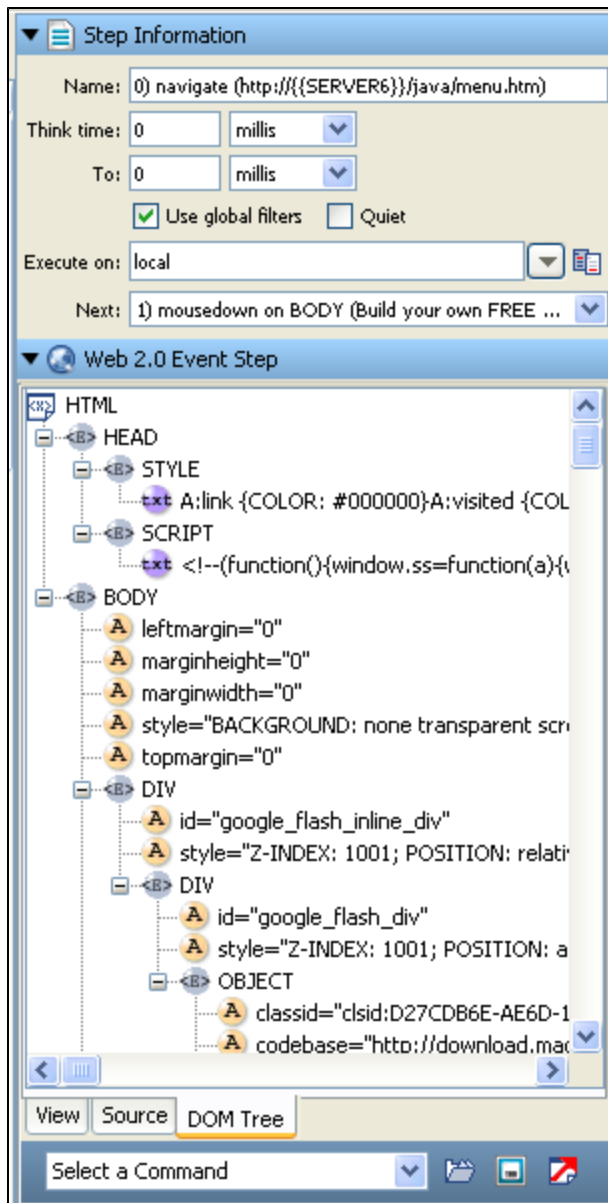 Step Information
Name: 0) navigate (http://{{SERVER6}}/java/menu.htm)
Think time: 0 millis
To: 0 millis
Use global filters Quiet
Execute on: local
Next: 1) mousedown on BODY (Build your own FREE ...
Web 2.0 Event Step
<x> HTML
<E> HEAD
<E> STYLE
txt A:link {COLOR: #000000}A:visited {COL
<E> SCRIPT
txt <!--(function(){window.ss=function(a){
<E> BODY
A leftmargin="0"
A marginheight="0"
A marginwidth="0"
A style="BACKGROUND: none transparent scr
A topmargin="0"
<E> DIV
A id="google_flash_inline_div"
A style="Z-INDEX: 1001; POSITION: relati
<E> DIV
A id="google_flash_div"
A style="Z-INDEX: 1001; POSITION: a
<E> OBJECT
A classid="clsid:D27CDB6E-AE6D-1
A codebase="http://download.mac
View Source DOM Tree
Select a Command